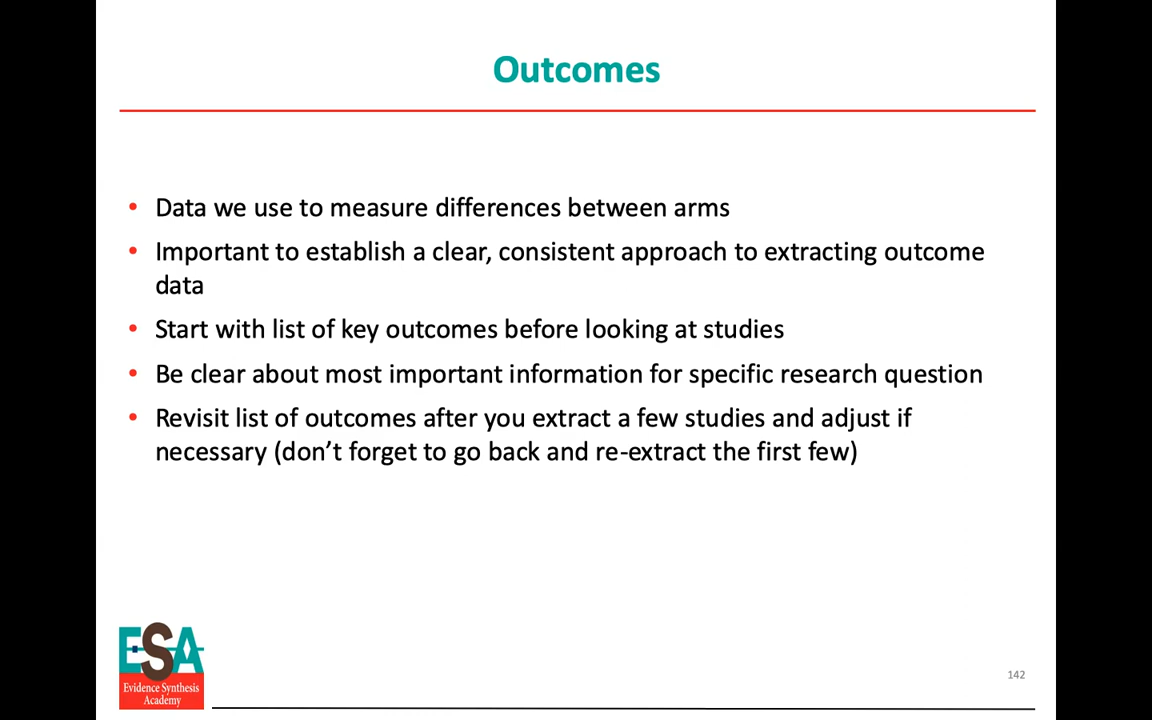 Outcomes
• Data we use to measure differences between arms
• Important to establish a clear, consistent approach to extracting outcome
data
• Start with list of key outcomes before looking at studies
• Be clear about most important information for specific research question
• Revisit list of outcomes after you extract a few studies and adjust if
necessary (don’t forget to go back and re-extract the first few)
ESA
Evidence Synthesis
Academy
142